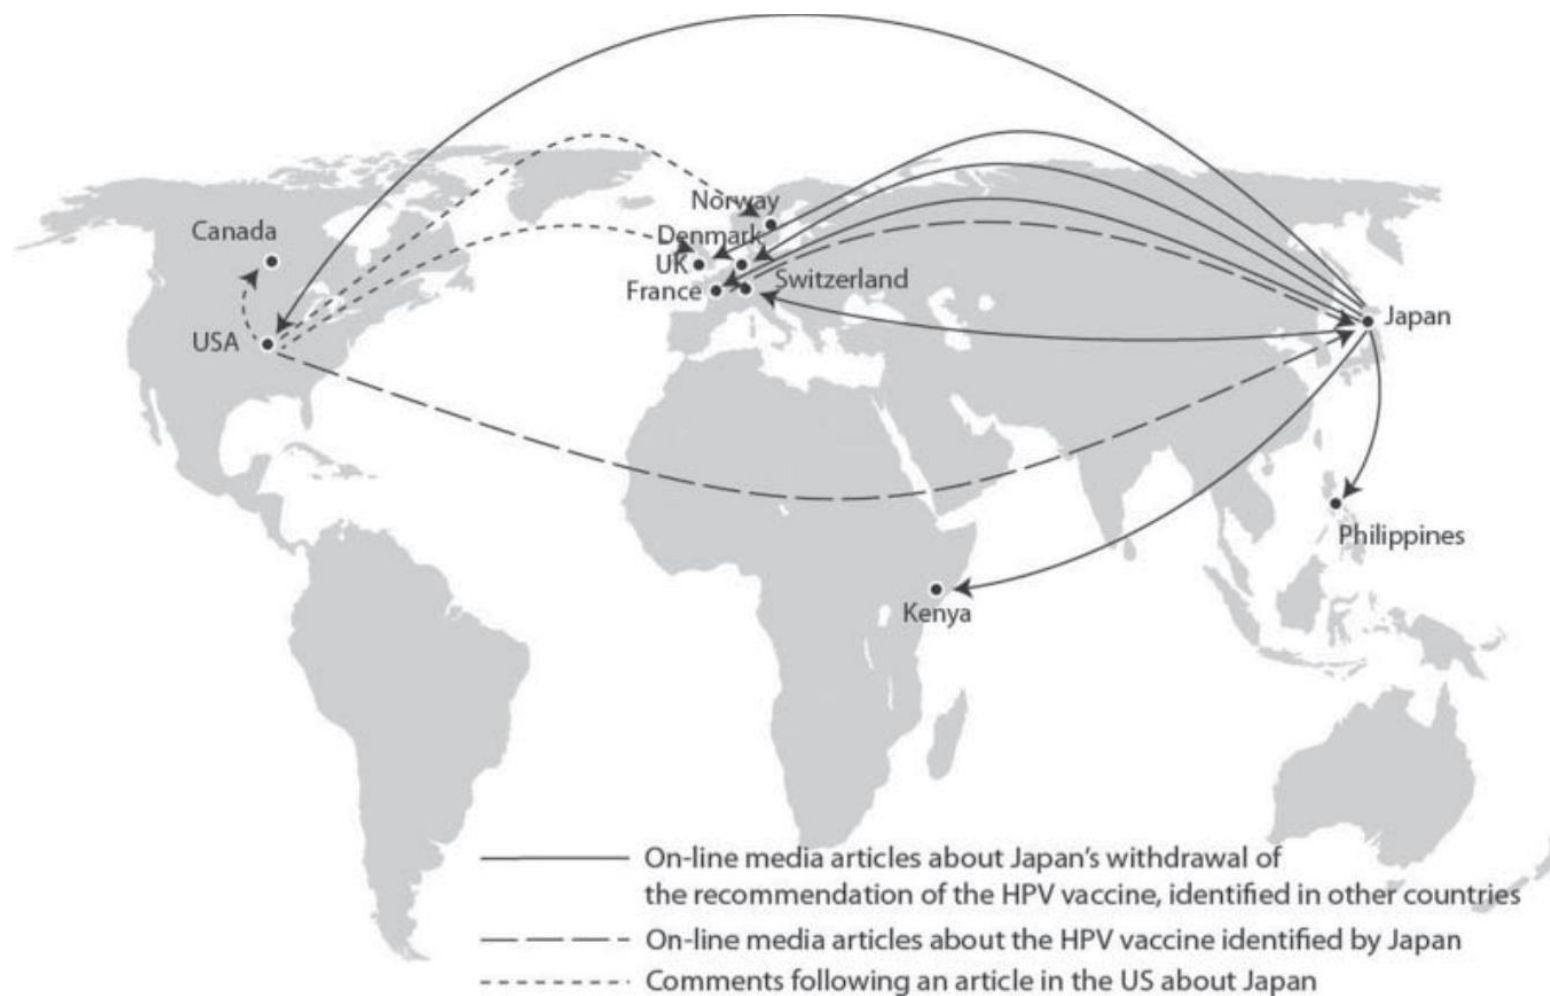 Norway
Canada
Denmark
UK
Switzerland
France
Japan
USA
Philippines
Kenya
On-line media articles about Japan's withdrawal of
the recommendation of the HPV vaccine, identified in other countries
On-line media articles about the HPV vaccine identified by Japan
Comments following an article in the US about Japan